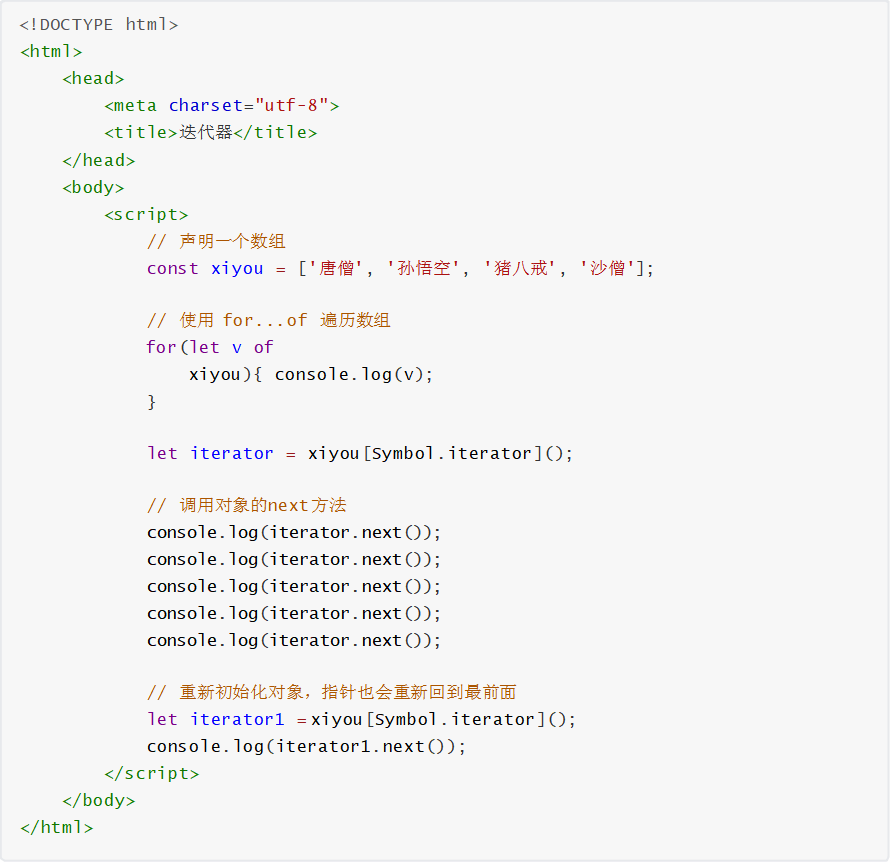 <!DOCTYPE html>
<html>
    <head>
        <meta charset="utf-8">
        <title>迭代器</title>
    </head>
    <body>
        <script>
            // 声明一个数组
            const xiyou = ['唐僧', '孙悟空', '猪八戒', '沙僧'];

            // 使用 for...of 遍历数组
            for(let v of
                xiyou){ console.log(v);
            }

            let iterator = xiyou[Symbol.iterator]();

            // 调用对象的next方法
            console.log(iterator.next());
            console.log(iterator.next());
            console.log(iterator.next());
            console.log(iterator.next());
            console.log(iterator.next());

            // 重新初始化对象，指针也会重新回到最前面
            let iterator1 =xiyou[Symbol.iterator]();
            console.log(iterator1.next());
        </script>
    </body>
</html>